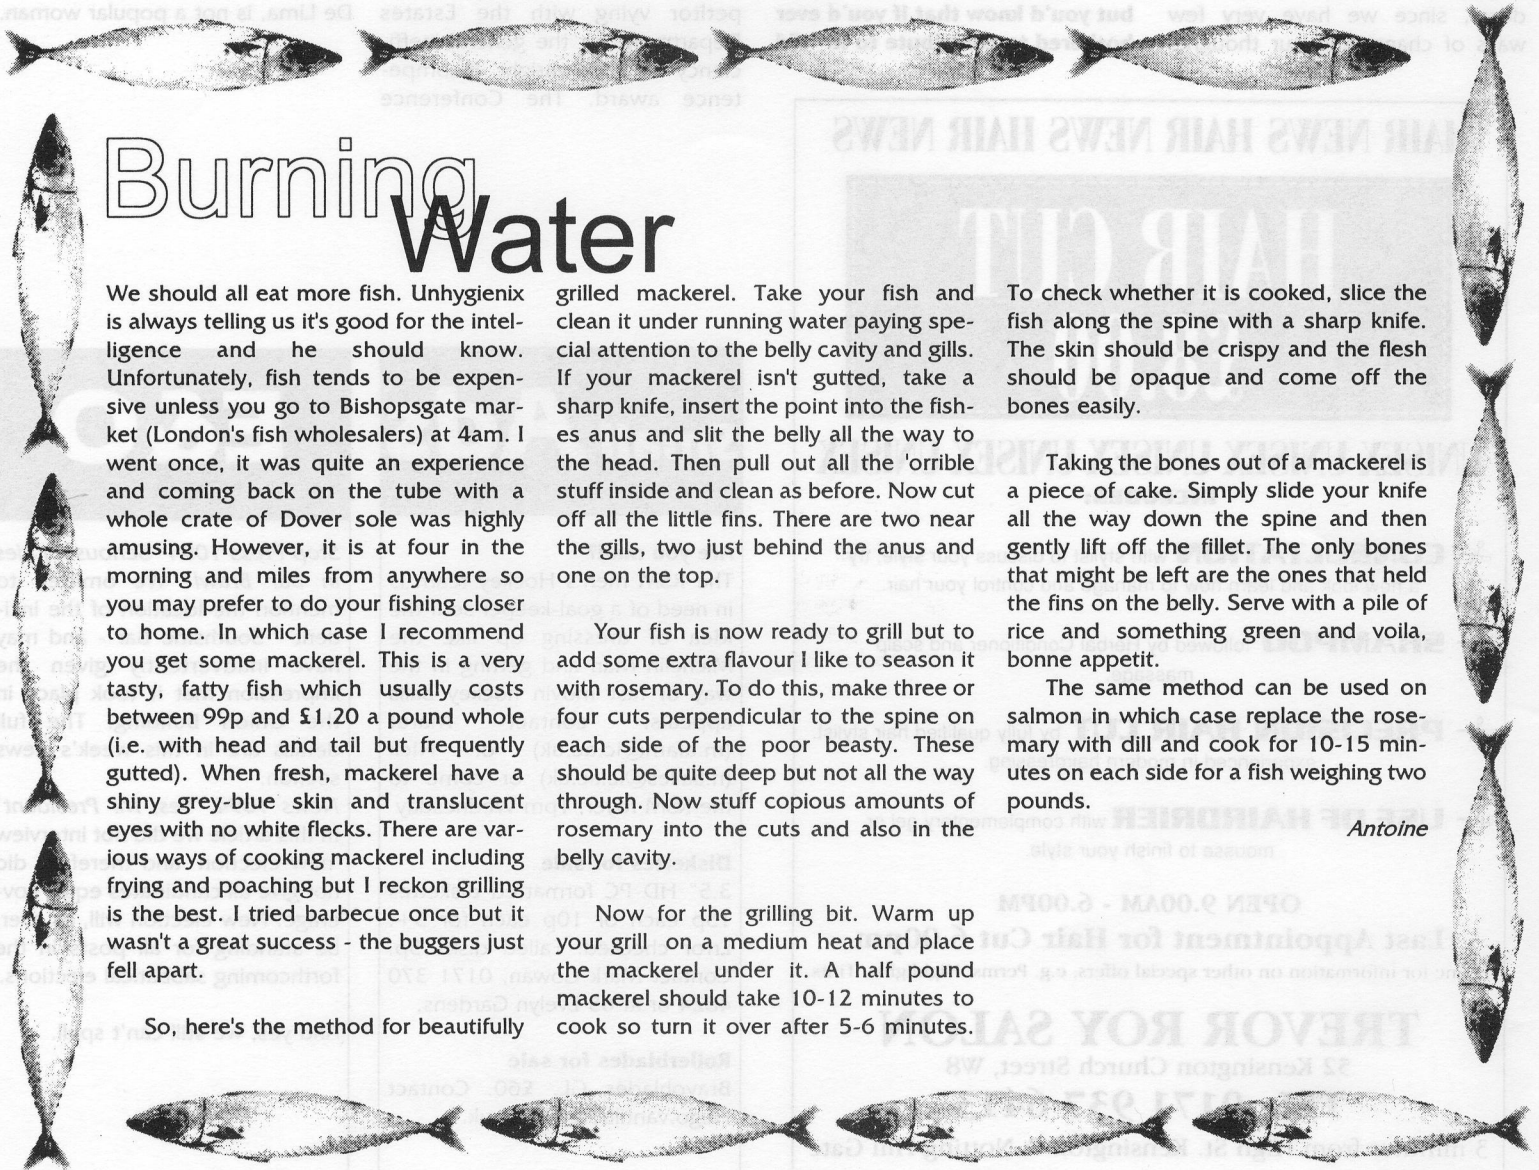 Burning
Water
We should all eat more fish. Unhygienix
is always telling us it's good for the intel-
ligence and he should know.
Unfortunately, fish tends to be expen-
sive unless you go to Bishopsgate mar-
ket (London's fish wholesalers) at 4am. I
went once, it was quite an experience
and coming back on the tube with a
whole crate of Dover sole was highly
amusing. However, it is at four in the
morning and miles from anywhere so
you may prefer to do your fishing closer
to home. In which case I recommend
you get some mackerel. This is a very
tasty, fatty fish which usually costs
between 99p and £1.20 a pound whole
(i.e. with head and tail but frequently
gutted). When fresh, mackerel have a
shiny grey-blue skin and translucent
eyes with no white flecks. There are var-
ious ways of cooking mackerel including
frying and poaching but I reckon grilling
is the best. I tried barbecue once but it
wasn't a great success - the buggers just
fell apart.
So, here's the method for beautifully
grilled mackerel. Take your fish and
clean it under running water paying spe-
cial attention to the belly cavity and gills.
If your mackerel isn't gutted, take a
sharp knife, insert the point into the fish-
es anus and slit the belly all the way to
the head. Then pull out all the 'orrible
stuff inside and clean as before. Now cut
off all the little fins. There are two near
the gills, two just behind the anus and
one on the top.
Your fish is now ready to grill but to
add some extra flavour I like to season it
with rosemary. To do this, make three or
four cuts perpendicular to the spine on
each side of the poor beasty. These
should be quite deep but not all the way
through. Now stuff copious amounts of
rosemary into the cuts and also in the
belly cavity.
Now for the grilling bit. Warm up
your grill on a medium heat and place
the mackerel under it. A half pound
mackerel should take 10-12 minutes to
cook so turn it over after 5-6 minutes.
To check whether it is cooked, slice the
fish along the spine with a sharp knife.
The skin should be crispy and the flesh
should be opaque and come off the
bones easily.
Taking the bones out of a mackerel is
a piece of cake. Simply slide your knife
all the way down the spine and then
gently lift off the fillet. The only bones
that might be left are the ones that held
the fins on the belly. Serve with a pile of
rice and something green and voila,
bonne appetit.
The same method can be used on
salmon in which case replace the rose-
mary with dill and cook for 10-15 min-
utes on each side for a fish weighing two
pounds.
Antoine